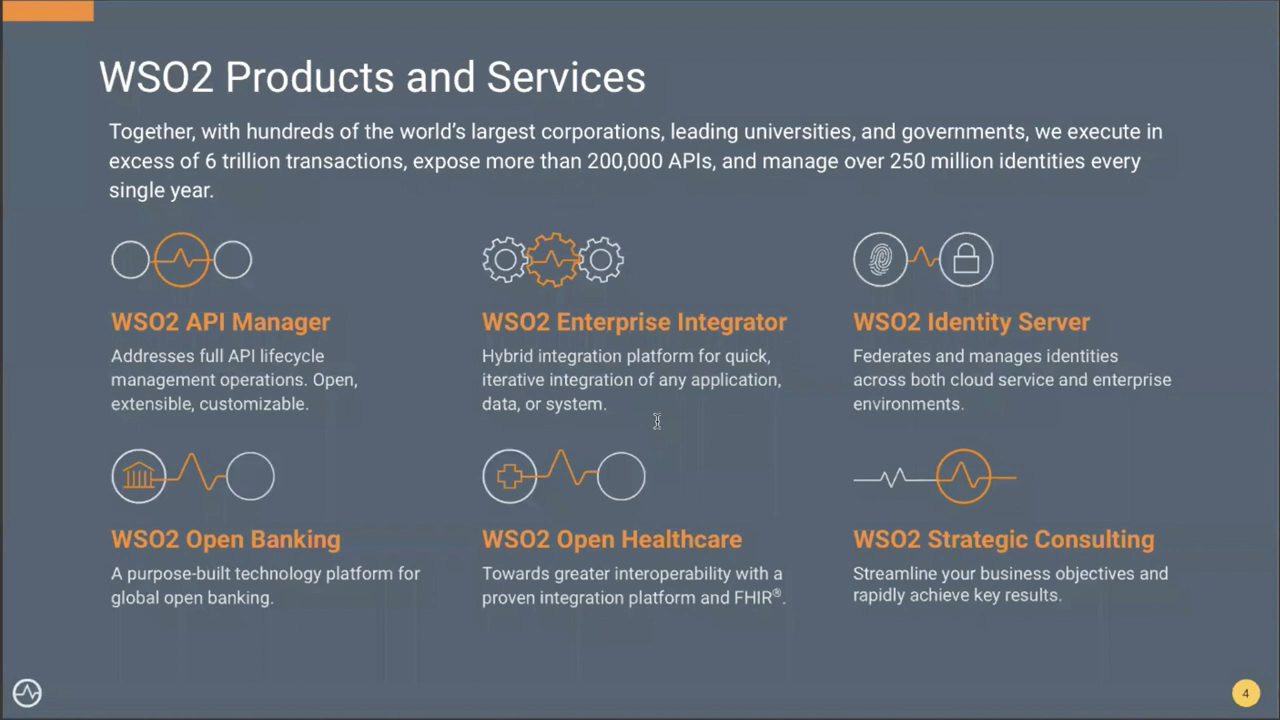 WSO2 Products and Services
Together, with hundreds of the world's largest corporations, leading universities, and governments, we execute in
excess of 6 trillion transactions, expose more than 200,000 APIs, and manage over 250 million identities every
single year.
WSO2 API Manager
Addresses full API lifecycle
management operations. Open,
extensible, customizable.
WSO2 Enterprise Integrator
Hybrid integration platform for quick,
iterative integration of any application,
data, or system.
WSO2 Identity Server
Federates and manages identities
across both cloud service and enterprise
environments.
WSO2 Open Banking
A purpose-built technology platform for
global open banking.
WSO2 Open Healthcare
Towards greater interoperability with a
proven integration platform and FHIR®.
WSO2 Strategic Consulting
Streamline your business objectives and
rapidly achieve key results.
4